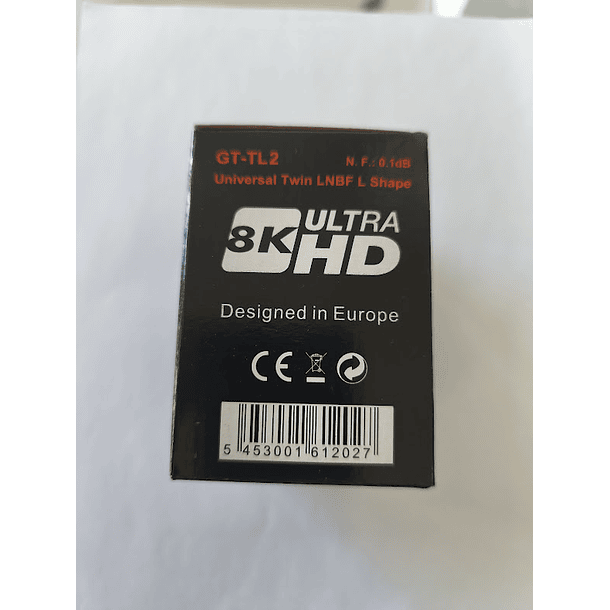 GT-TL2 N. F.: 0.1dB
Universal Twin LNBF L Shape
8K ULTRA HD
Designed in Europe
CE
5 453001 612027